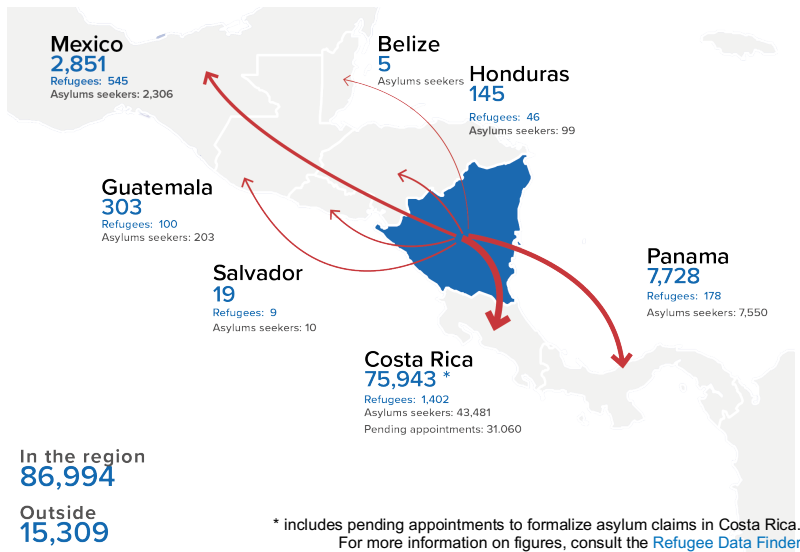 Mexico
2,851
Refugees: 545
Asylums seekers: 2,306
Belize
5
Asylums seekers
Honduras
145
Refugees: 46
Asylums seekers: 99
Guatemala
303
Refugees: 100
Asylums seekers: 203
Salvador
19
Refugees: 9
Asylums seekers: 10
Panama
7,728
Refugees: 178
Asylums seekers: 7,550
Costa Rica
75,943 *
Refugees: 1,402
Asylums seekers: 43,481
Pending appointments: 31.060
In the region
86,994
Outside
15,309
* includes pending appointments to formalize asylum claims in Costa Rica.
For more information on figures, consult the Refugee Data Finder